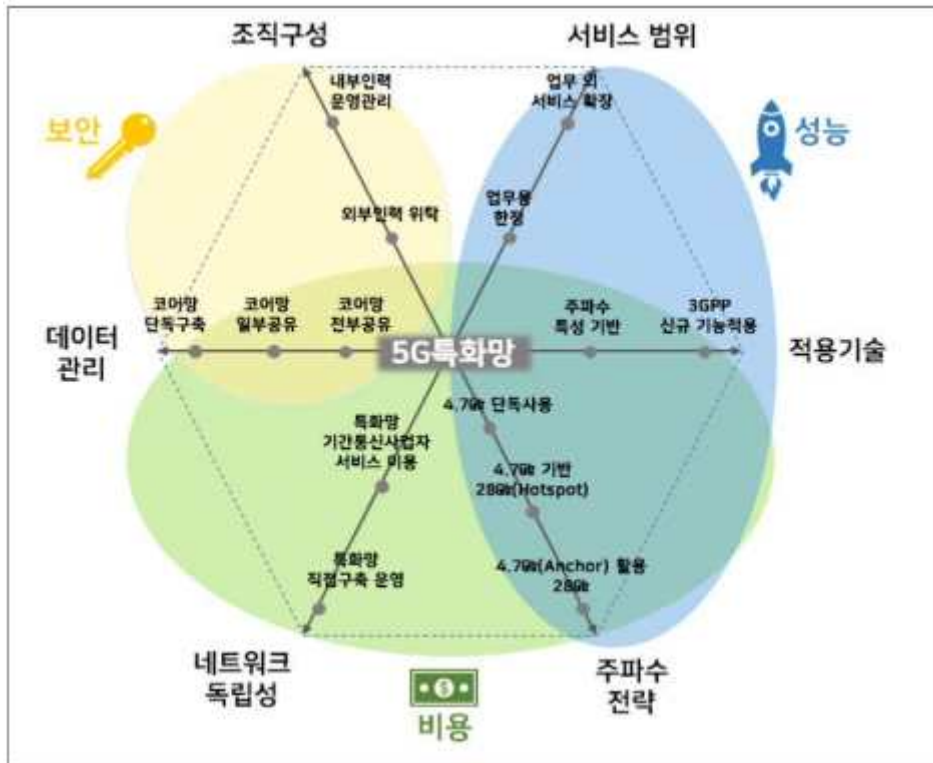 조직구성
서비스 범위
내부인력
운영관리
업무 외
서비스 확장
보안
성능
외부인력 위탁
업무용
한정
코어망
단독구축
코어망
일부공유
코어망
전부공유
주파수
특성 기반
3GPP
신규 기능적용
데이터
관리
5G특화망
적용기술
4.7㎓ 단독사용
특화망
기간통신사업자
서비스 이용
4.7㎓ 기반
28㎓(Hotspot)
특화망
직접구축 운영
4.7㎓(Anchor) 활용
28㎓
네트워크
독립성
비용
주파수
전략